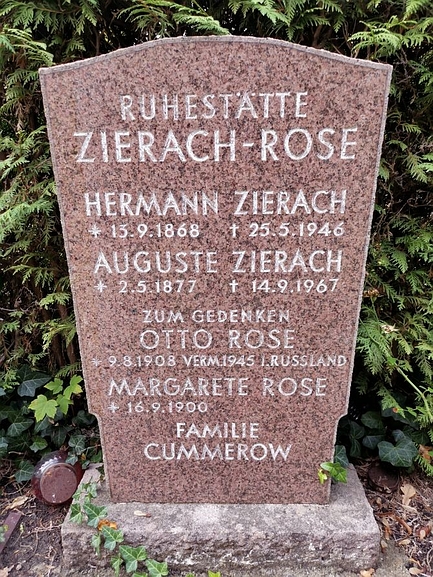 RUHESTÄTTE
ZIERACH-ROSE
HERMANN ZIERACH
* 15.9.1868 † 25.5.1946
AUGUSTE ZIERACH
* 2.5.1877 † 14.9.1967
ZUM GEDENKEN
OTTO ROSE
* 9.8.1908 VERM.1945 I.RUSSLAND
MARGARETE ROSE
* 16.9.1900
FAMILIE
CUMMEROW